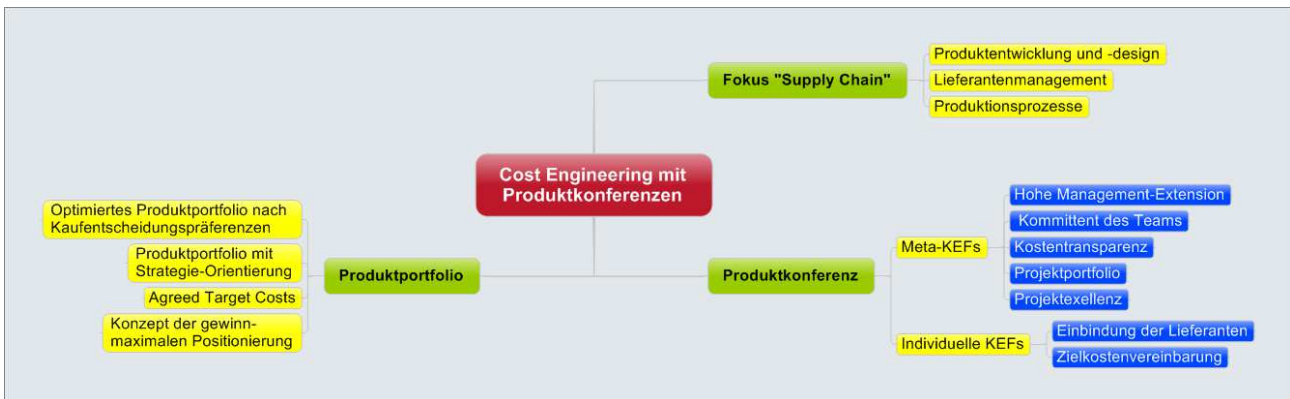 Cost Engineering mit
Produktkonferenzen
Fokus "Supply Chain"
Produktentwicklung und -design
Lieferantenmanagement
Produktionsprozesse
Produktkonferenz
Meta-KEFs
Hohe Management-Extension
Kommittent des Teams
Kostentransparenz
Projektportfolio
Projektexellenz
Individuelle KEFs
Einbindung der Lieferanten
Zielkostenvereinbarung
Produktportfolio
Optimiertes Produktportfolio nach
Kaufentscheidungspräferenzen
Produktportfolio mit
Strategie-Orientierung
Agreed Target Costs
Konzept der gewinn-
maximalen Positionierung